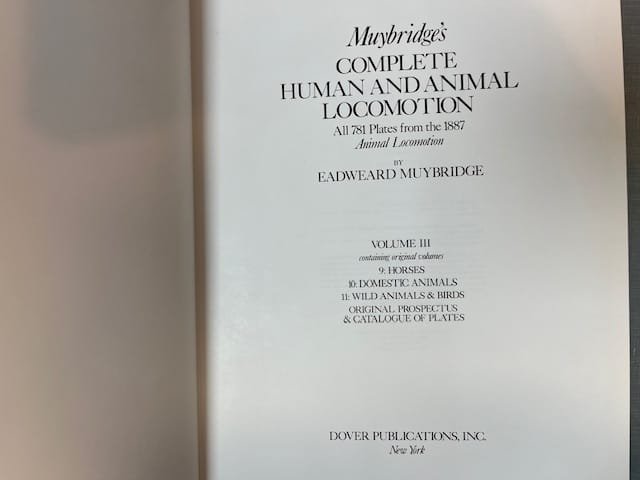 Muybridge's
COMPLETE
HUMAN AND ANIMAL
LOCOMOTION
All 781 Plates from the 1887
Animal Locomotion
BY
EADWEARD MUYBRIDGE
VOLUME III
containing original volumes
9: HORSES
10: DOMESTIC ANIMALS
11: WILD ANIMALS & BIRDS
ORIGINAL PROSPECTUS
& CATALOGUE OF PLATES
DOVER PUBLICATIONS, INC.
New York